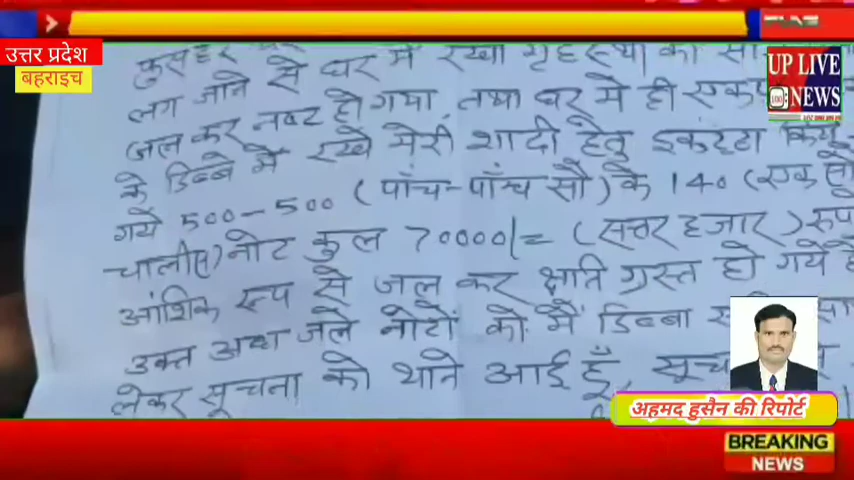 उत्तर प्रदेश
बहराइच
UP LIVE
NEWS
फुसहर
में रखा गृहस्थी का
लग जाने से घर
जल कर नष्ट हो गया, तथा घर में ही
के डिब्बे में रखे मेरी शादी हेतु इकट्टा किये
गये 500-500 (पाँच-पाँच सौ) के 140 (एक सौ
चालीस) नोट कुल 70000/= (सत्तर हजार) रुप
आंशिक रूप से जल कर क्षति ग्रस्त हो गये है
उक्त अध जले नोटों को मैं डिब्बा
लेकर सूचना को थाने आई हूँ, सूच
अहमद हुसैन की रिपोर्ट
BREAKING
NEWS